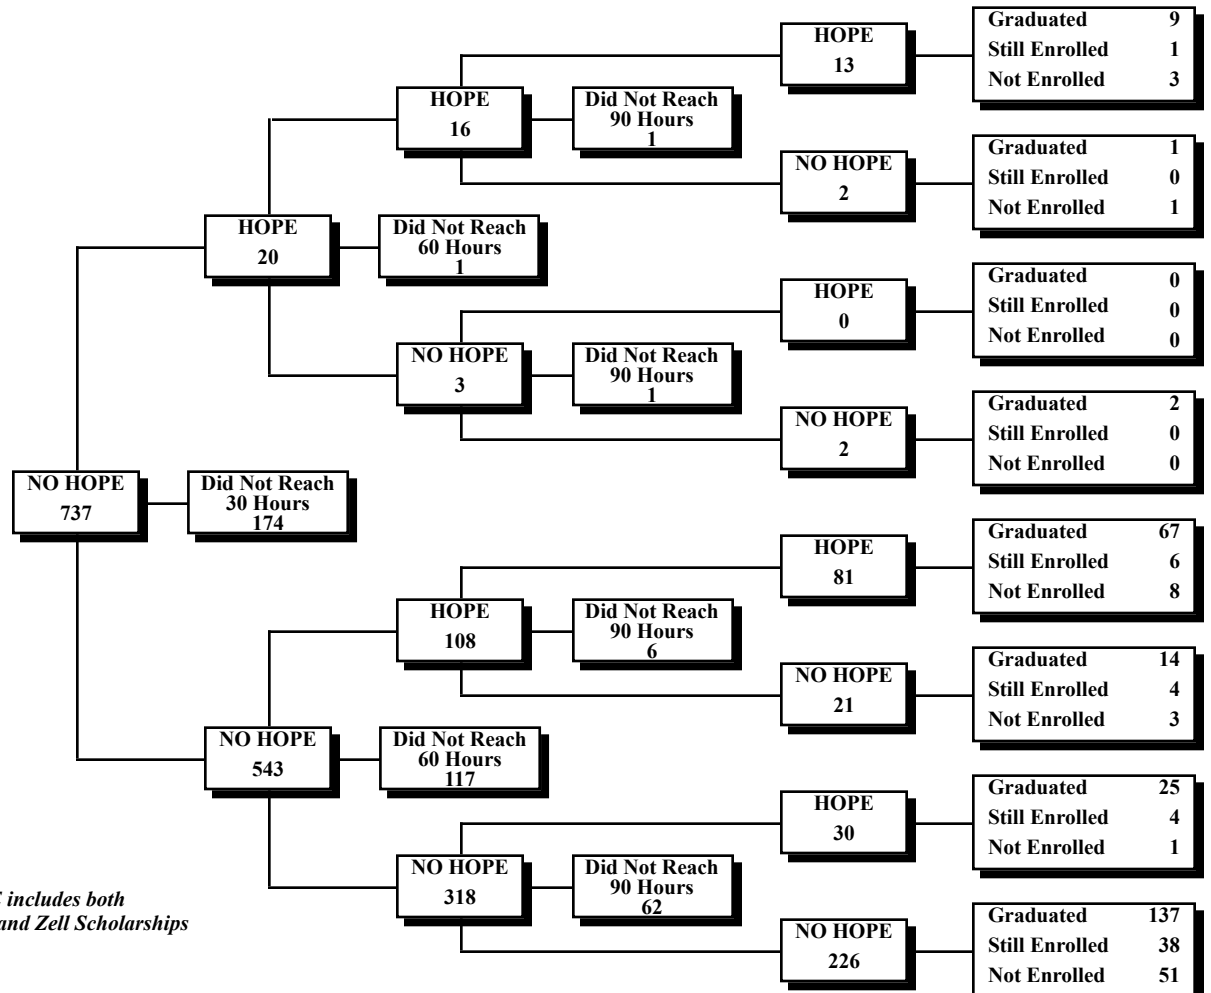 Graduated 9
Still Enrolled 1
Not Enrolled 3
HOPE
13
HOPE
16
Did Not Reach
90 Hours
1
NO HOPE
2
Graduated 1
Still Enrolled 0
Not Enrolled 1
HOPE
20
Did Not Reach
60 Hours
1
HOPE
0
Graduated 0
Still Enrolled 0
Not Enrolled 0
NO HOPE
3
Did Not Reach
90 Hours
1
NO HOPE
2
Graduated 2
Still Enrolled 0
Not Enrolled 0
NO HOPE
737
Did Not Reach
30 Hours
174
HOPE
81
Graduated 67
Still Enrolled 6
Not Enrolled 8
HOPE
108
Did Not Reach
90 Hours
6
NO HOPE
21
Graduated 14
Still Enrolled 4
Not Enrolled 3
NO HOPE
543
Did Not Reach
60 Hours
117
HOPE
30
Graduated 25
Still Enrolled 4
Not Enrolled 1
NO HOPE
318
Did Not Reach
90 Hours
62
NO HOPE
226
Graduated 137
Still Enrolled 38
Not Enrolled 51
includes both
and Zell Scholarships